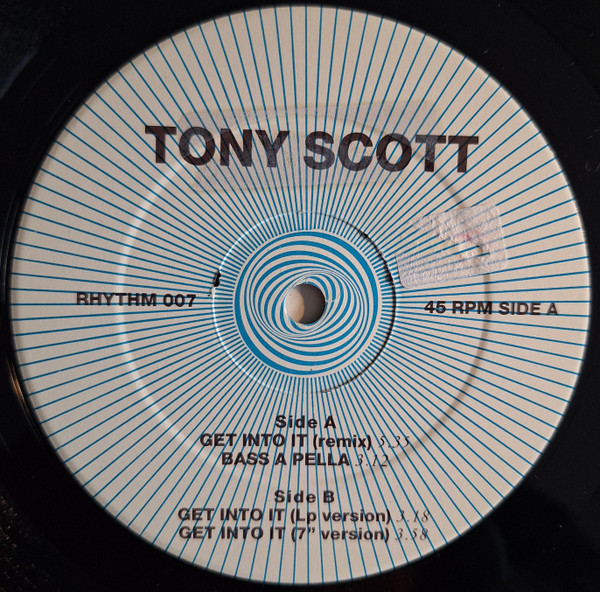 TONY SCOTT
RHYTHM 007
45 RPM SIDE A
Side A
GET INTO IT (remix) 5.35
BASS A PELLA 3.12
Side B
GET INTO IT (Lp version) 3.18
GET INTO IT (7" version) 3.58